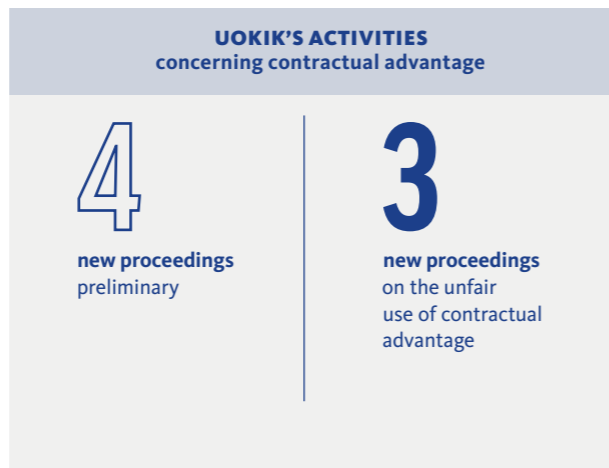 UOKIK'S ACTIVITIES
concerning contractual advantage
4
new proceedings
preliminary
3
new proceedings
on the unfair
use of contractual
advantage